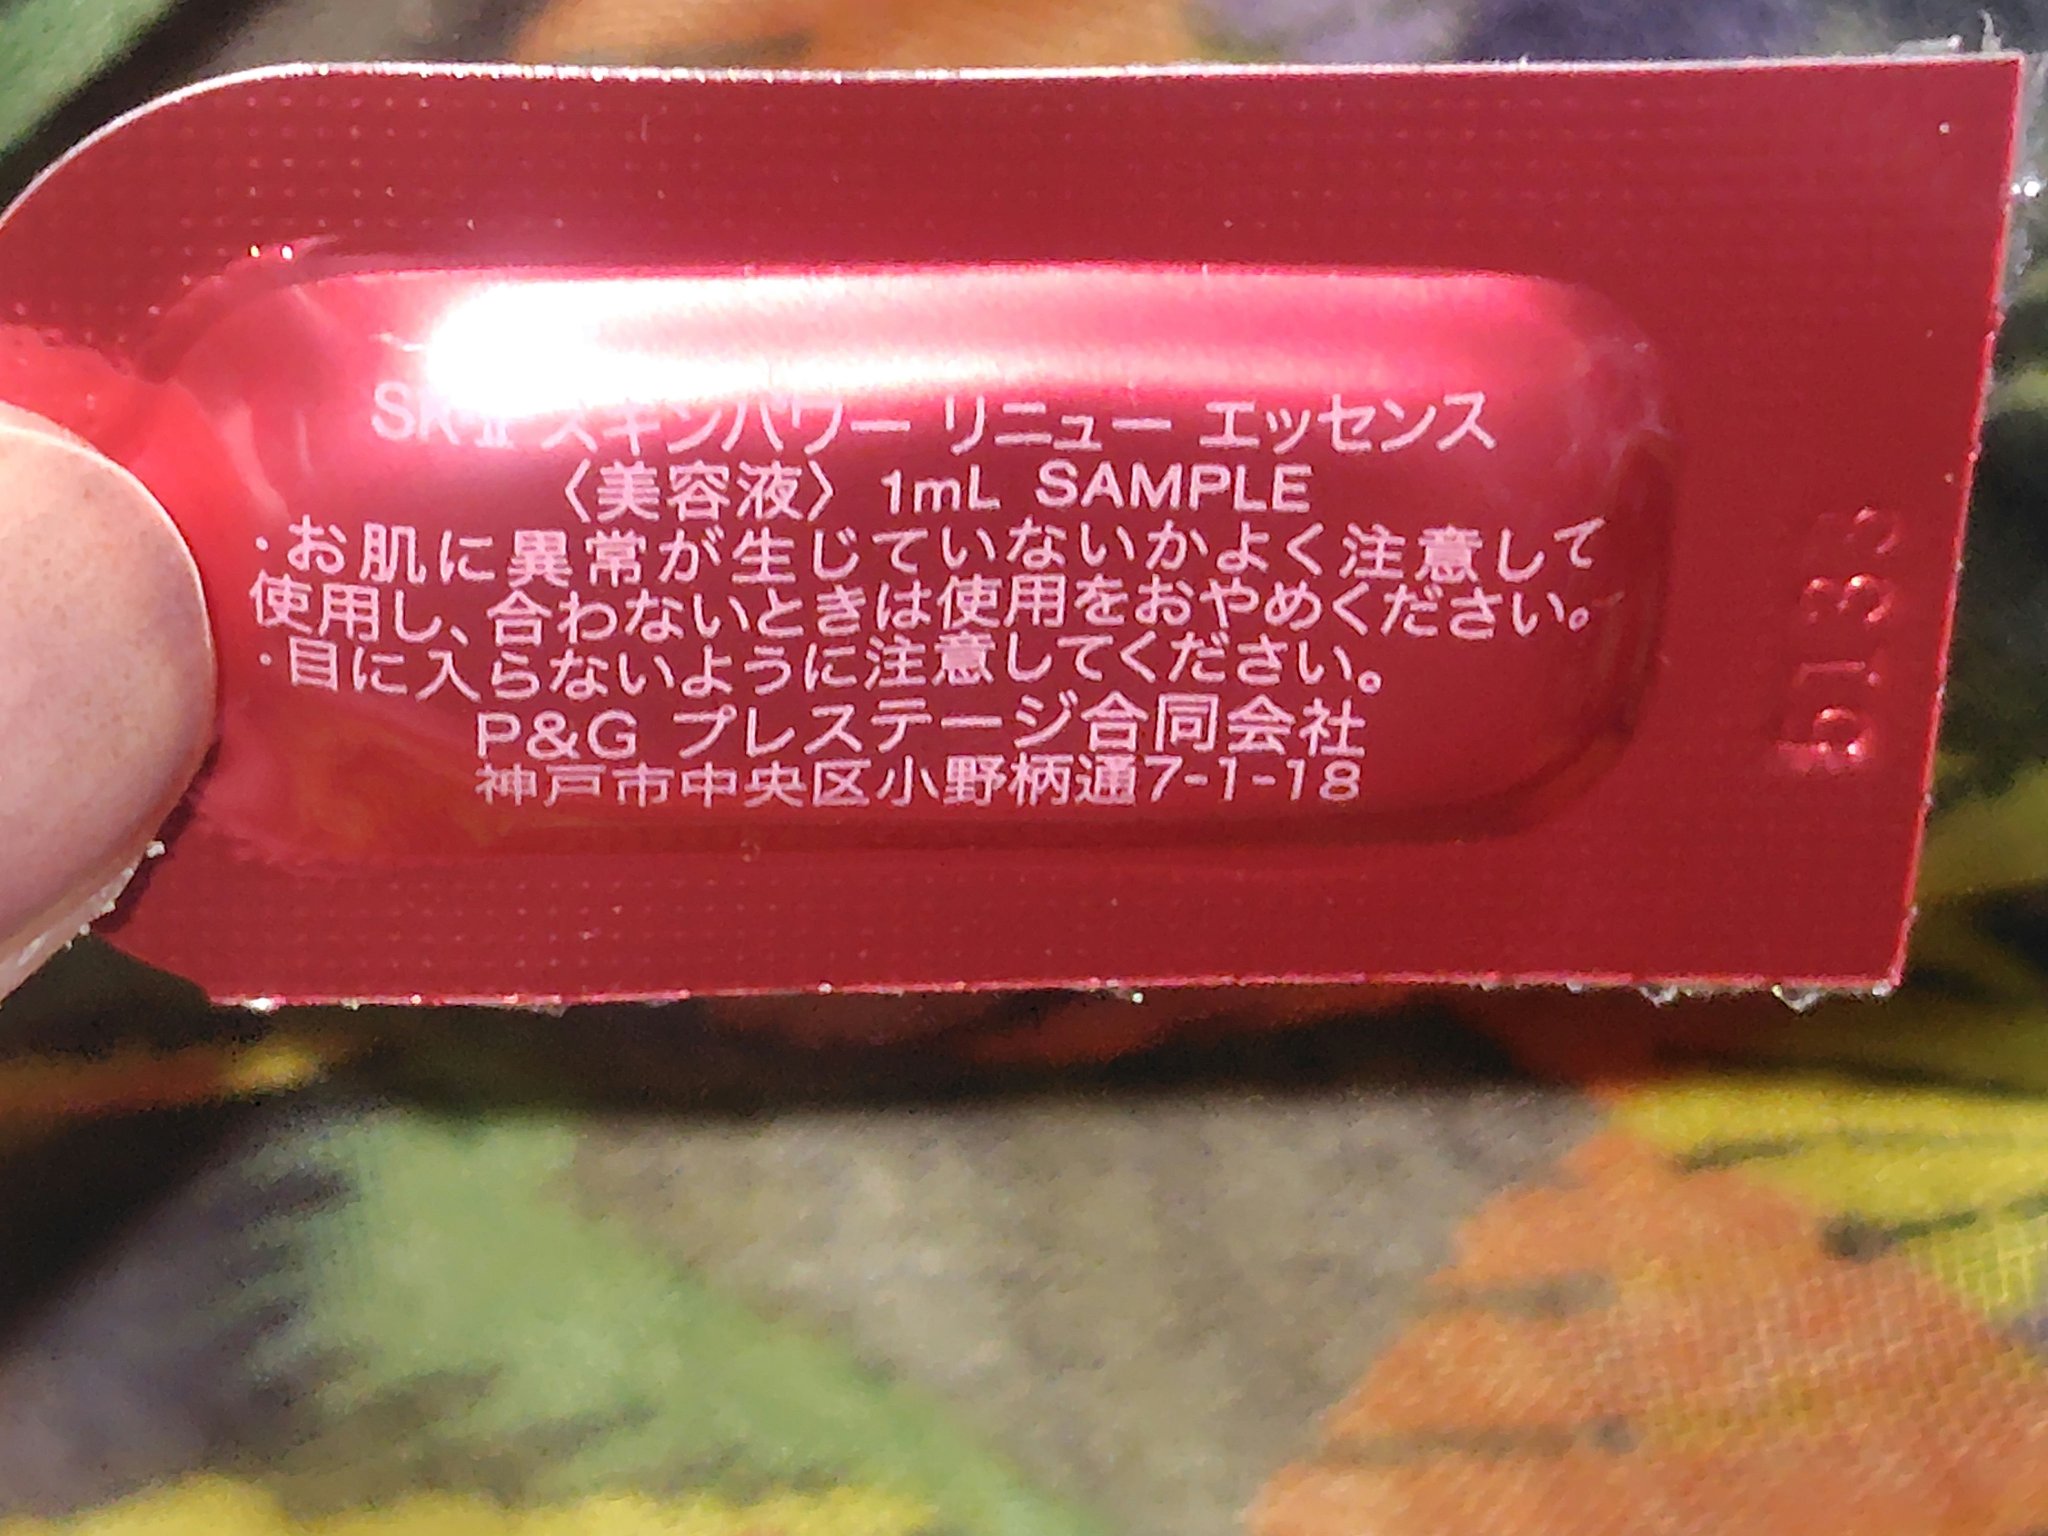 SK-Ⅱ スキンパワー リニュー エッセンス
〈美容液〉 1mL SAMPLE
・お肌に異常が生じていないかよく注意して
使用し、合わないときは使用をおやめください。
・目に入らないように注意してください。
P&G プレステージ合同会社
神戸市中央区小野柄通7-1-18